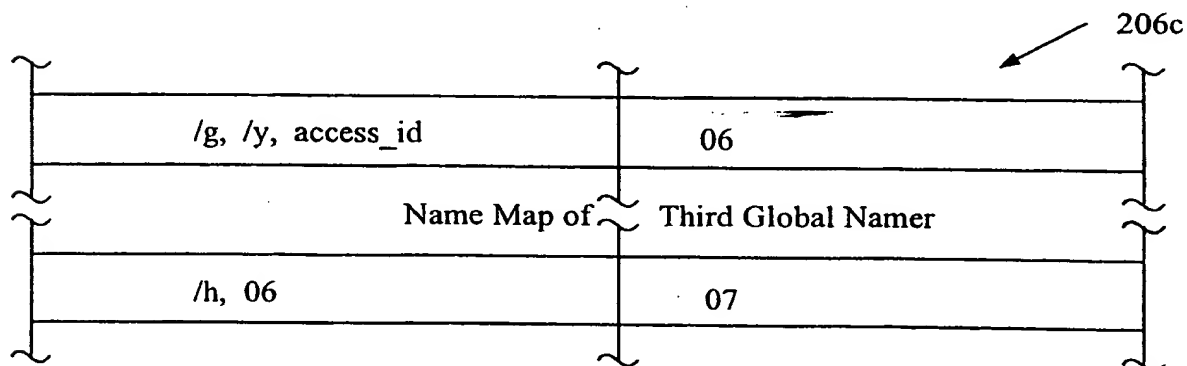 206c
/g, /y, access_id 06
Name Map of Third Global Namer
/h, 06 07